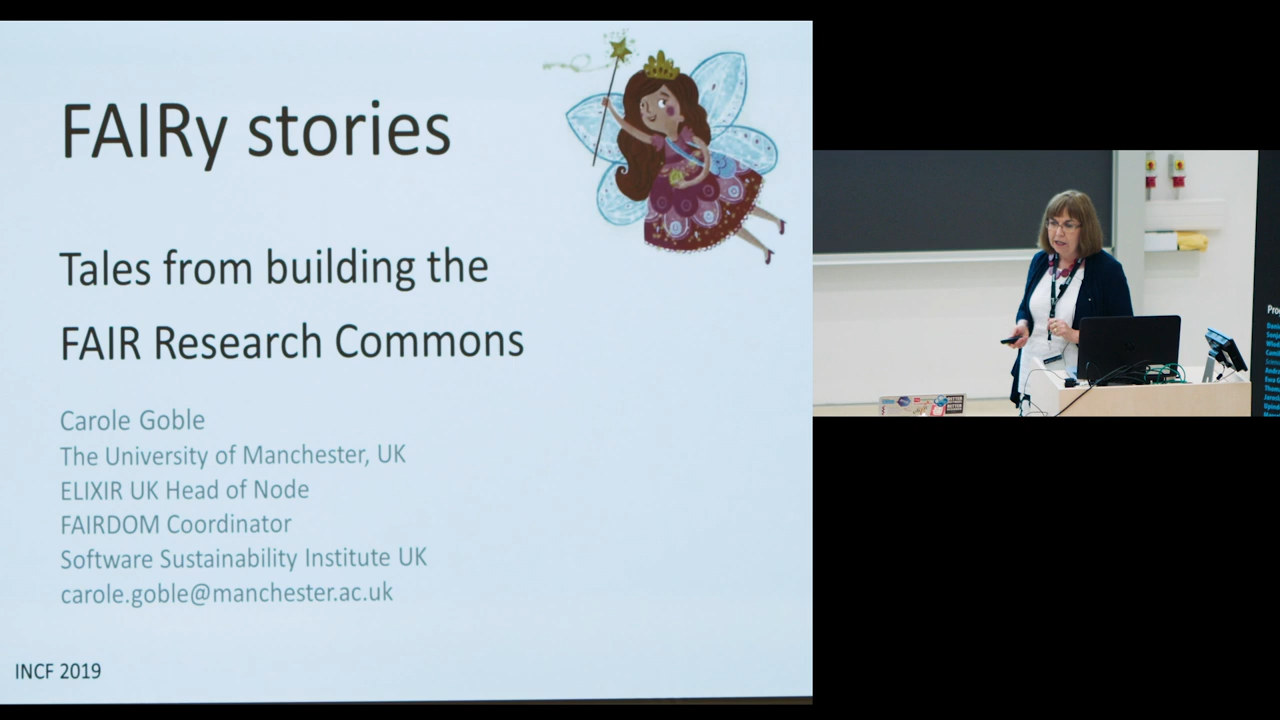 FAIRy stories
Tales from building the
FAIR Research Commons
Carole Goble
The University of Manchester, UK
ELIXIR UK Head of Node
FAIRDOM Coordinator
Software Sustainability Institute UK
carole.goble@manchester.ac.uk
INCF 2019